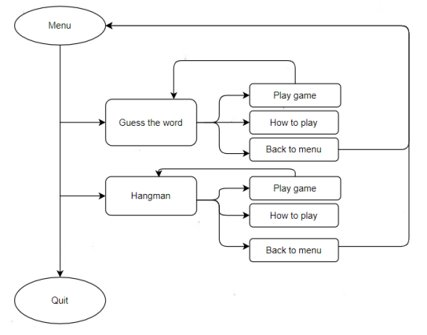 Menu
Play game
Guess the word
How to play
Back to menu
Play game
Hangman
How to play
Back to menu
Quit